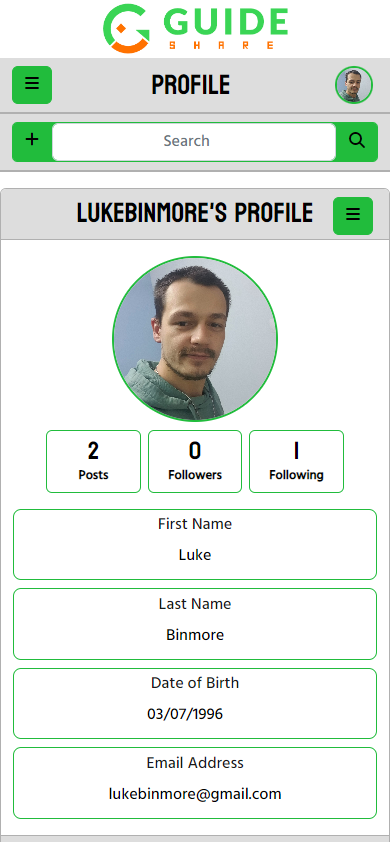 GUIDE
SHARE
PROFILE
Search
LUKEBINMORE'S PROFILE
2
Posts
0
Followers
1
Following
First Name
Luke
Last Name
Binmore
Date of Birth
03/07/1996
Email Address
lukebinmore@gmail.com